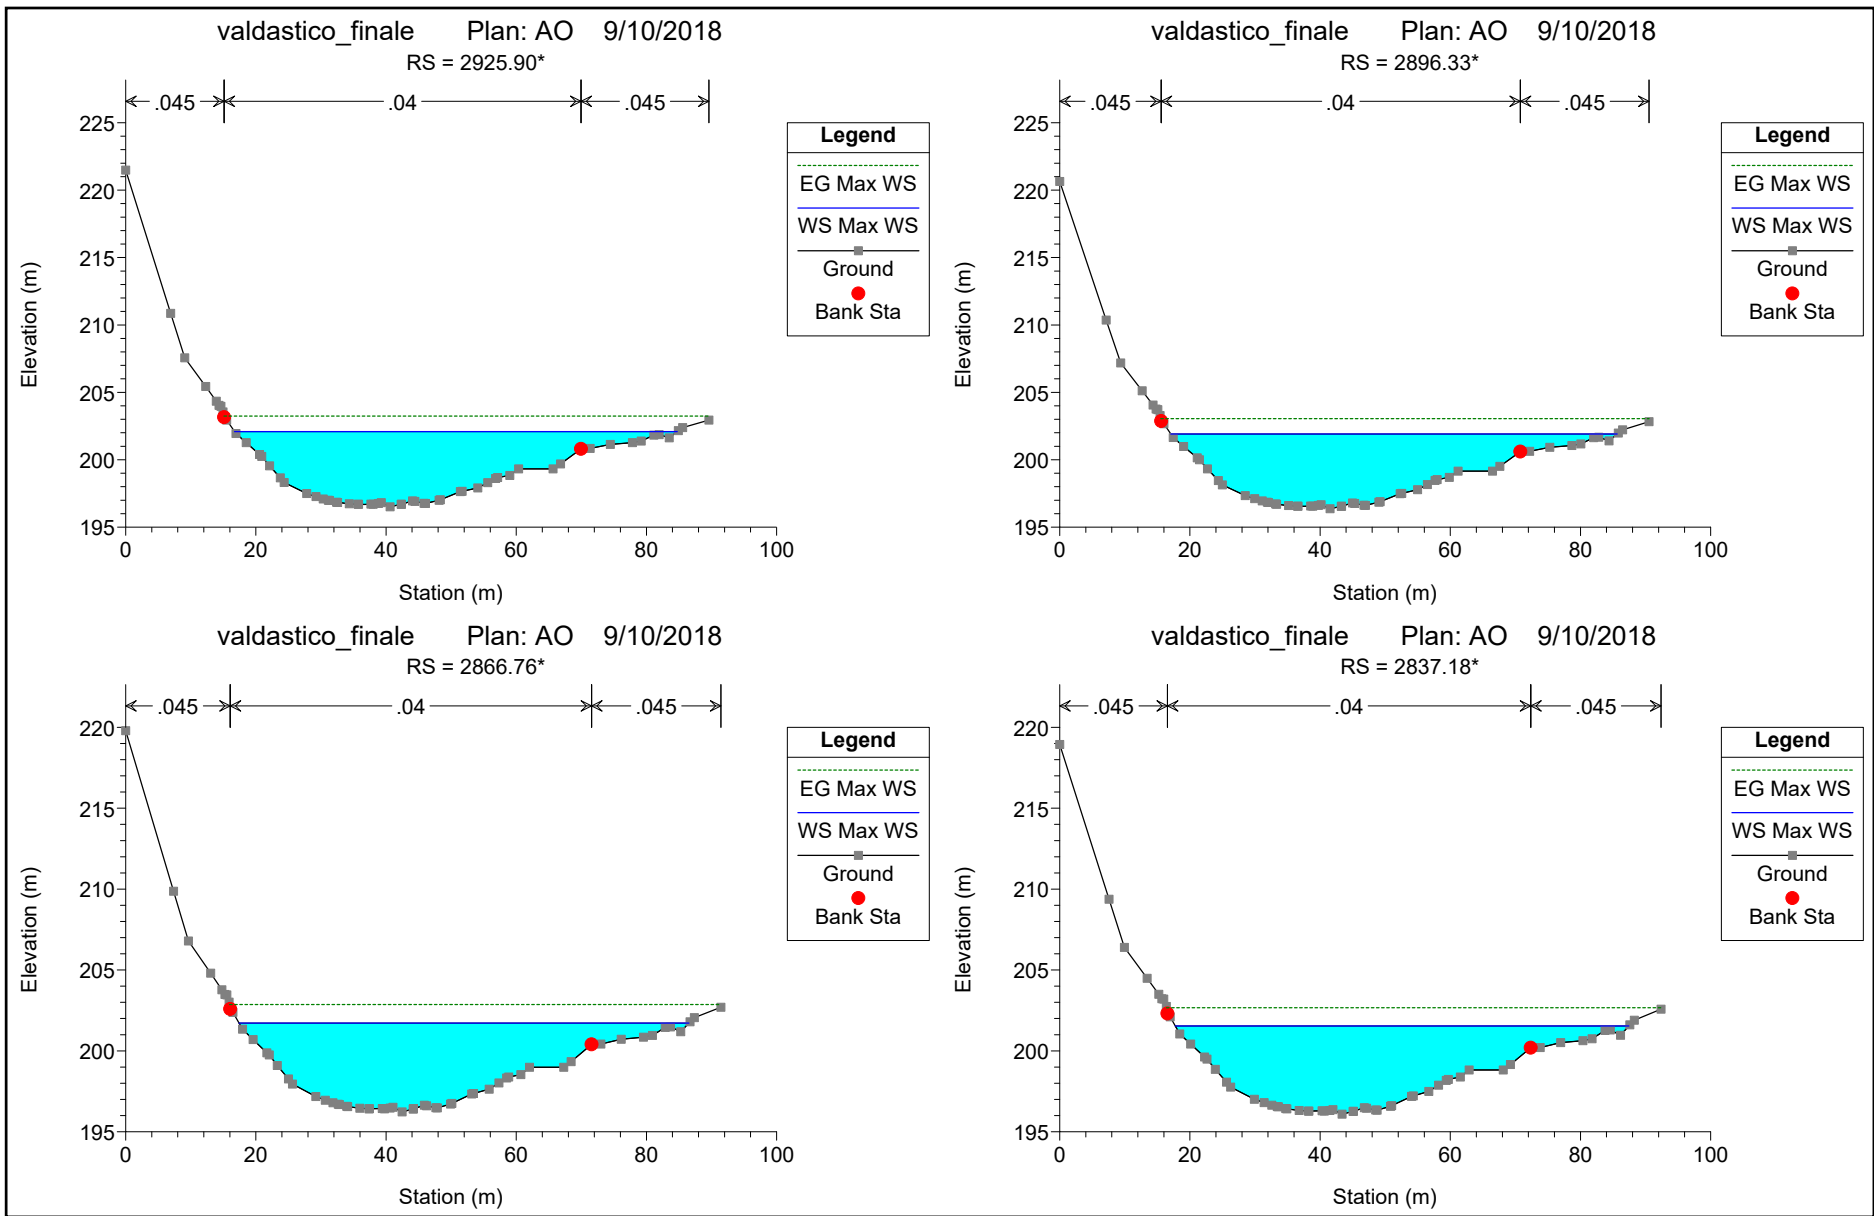 valdastico_finale Plan: AO 9/10/2018
RS = 2925.90*
.045 .04 .045
225
220
215
210
205
200
195
Elevation (m)
0 20 40 60 80 100
Station (m)
Legend
EG Max WS
WS Max WS
Ground
Bank Sta
valdastico_finale Plan: AO 9/10/2018
RS = 2896.33*
.045 .04 .045
225
220
215
210
205
200
195
Elevation (m)
0 20 40 60 80 100
Station (m)
Legend
EG Max WS
WS Max WS
Ground
Bank Sta
valdastico_finale Plan: AO 9/10/2018
RS = 2866.76*
.045 .04 .045
220
215
210
205
200
195
Elevation (m)
0 20 40 60 80 100
Station (m)
Legend
EG Max WS
WS Max WS
Ground
Bank Sta
valdastico_finale Plan: AO 9/10/2018
RS = 2837.18*
.045 .04 .045
220
215
210
205
200
195
Elevation (m)
0 20 40 60 80 100
Station (m)
Legend
EG Max WS
WS Max WS
Ground
Bank Sta